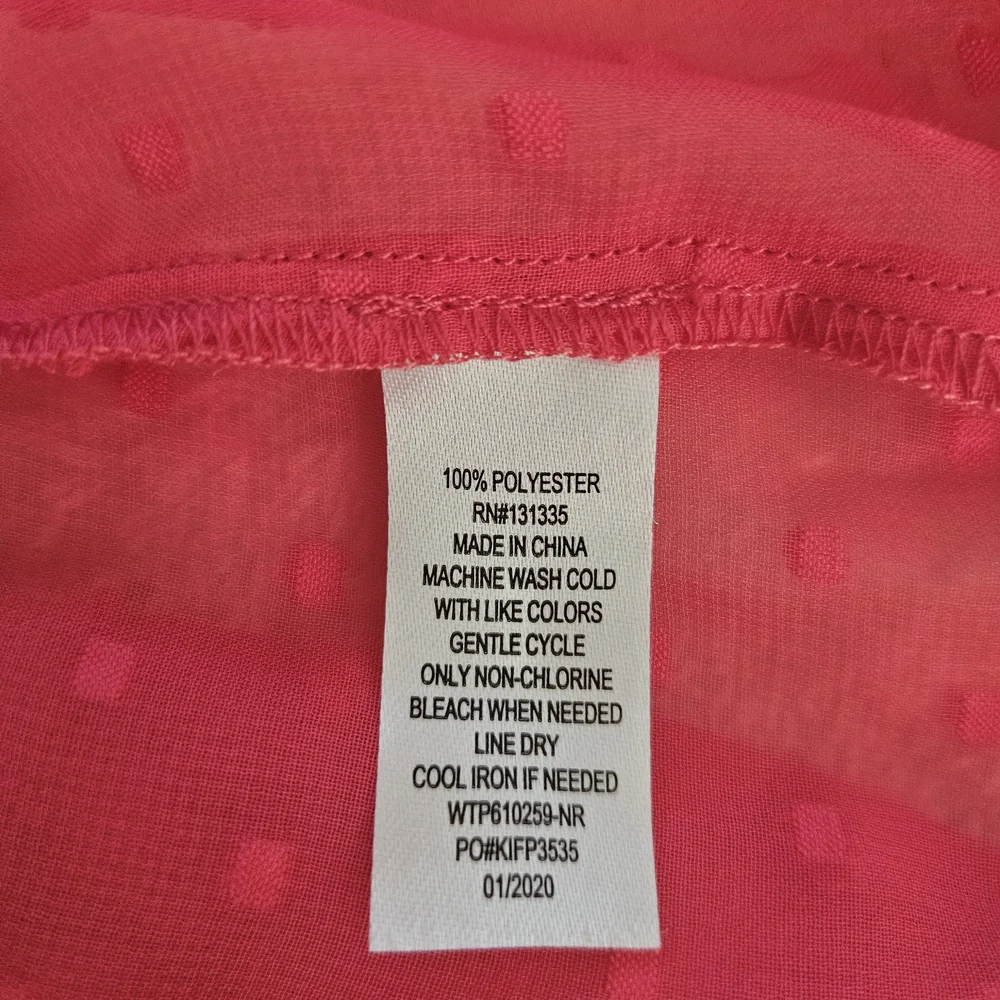 100% POLYESTER
RN#131335
MADE IN CHINA
MACHINE WASH COLD
WITH LIKE COLORS
GENTLE CYCLE
ONLY NON-CHLORINE
BLEACH WHEN NEEDED
LINE DRY
COOL IRON IF NEEDED
WTP610259-NR
PO#KIFP3535
01/2020